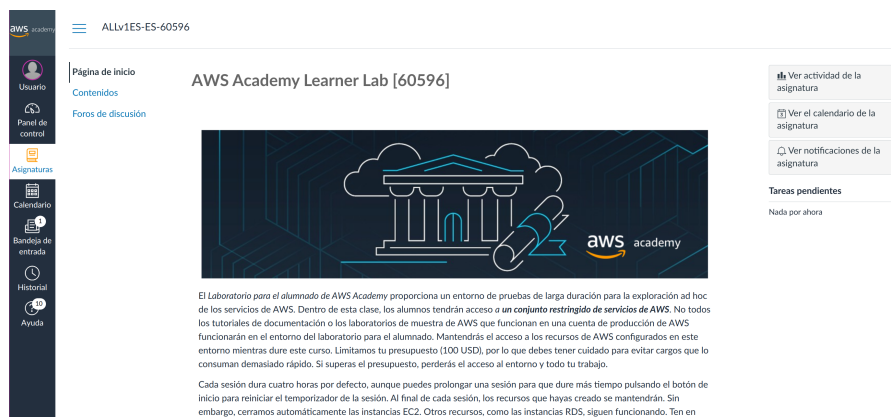 aws academy
ALLv1ES-ES-60596
Usuario
Panel de
control
Asignaturas
Calendario
1
Bandeja de
entrada
Historial
10
Ayuda
Página de inicio
Contenidos
Foros de discusión
AWS Academy Learner Lab [60596]
aws academy
El Laboratorio para el alumnado de AWS Academy proporciona un entorno de pruebas de larga duración para la exploración ad hoc
de los servicios de AWS. Dentro de esta clase, los alumnos tendrán acceso a un conjunto restringido de servicios de AWS. No todos
los tutoriales de documentación o los laboratorios de muestra de AWS que funcionan en una cuenta de producción de AWS
funcionarán en el entorno del laboratorio para el alumnado. Mantendrás el acceso a los recursos de AWS configurados en este
entorno mientras dure este curso. Limitamos tu presupuesto (100 USD), por lo que debes tener cuidado para evitar cargos que lo
consuman demasiado rápido. Si superas el presupuesto, perderás el acceso al entorno y todo tu trabajo.
Cada sesión dura cuatro horas por defecto, aunque puedes prolongar una sesión para que dure más tiempo pulsando el botón de
inicio para reiniciar el temporizador de la sesión. Al final de cada sesión, los recursos que hayas creado se mantendrán. Sin
embargo, cerramos automáticamente las instancias EC2. Otros recursos, como las instancias RDS, siguen funcionando. Ten en
Ver actividad de la
asignatura
Ver el calendario de la
asignatura
Ver notificaciones de la
asignatura
Tareas pendientes
Nada por ahora